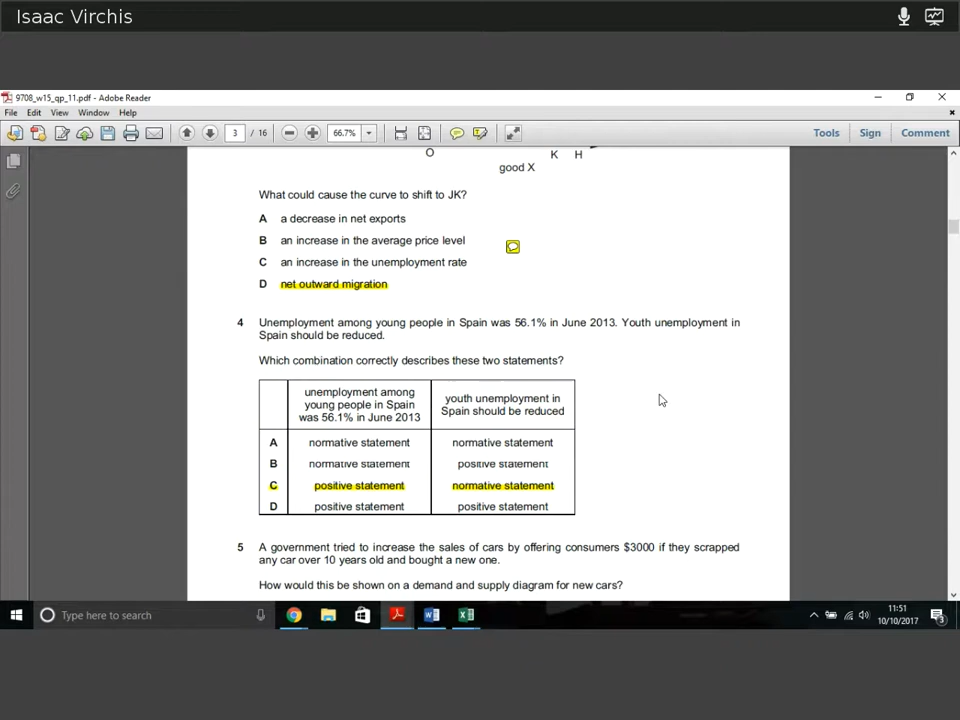 Isaac Virchis
9708_w15_qp_11.pdf - Adobe Reader
File Edit View Window Help
3 / 16 66.7% Tools Sign Comment
O K H
good X
What could cause the curve to shift to JK?
A a decrease in net exports
B an increase in the average price level
C an increase in the unemployment rate
D net outward migration
4 Unemployment among young people in Spain was 56.1% in June 2013. Youth unemployment in
Spain should be reduced.
Which combination correctly describes these two statements?
unemployment among
young people in Spain
was 56.1% in June 2013
youth unemployment in
Spain should be reduced
A normative statement normative statement
B normative statement positive statement
C positive statement normative statement
D positive statement positive statement
5 A government tried to increase the sales of cars by offering consumers $3000 if they scrapped
any car over 10 years old and bought a new one.
How would this be shown on a demand and supply diagram for new cars?
Type here to search
11:51
10/10/2017
3